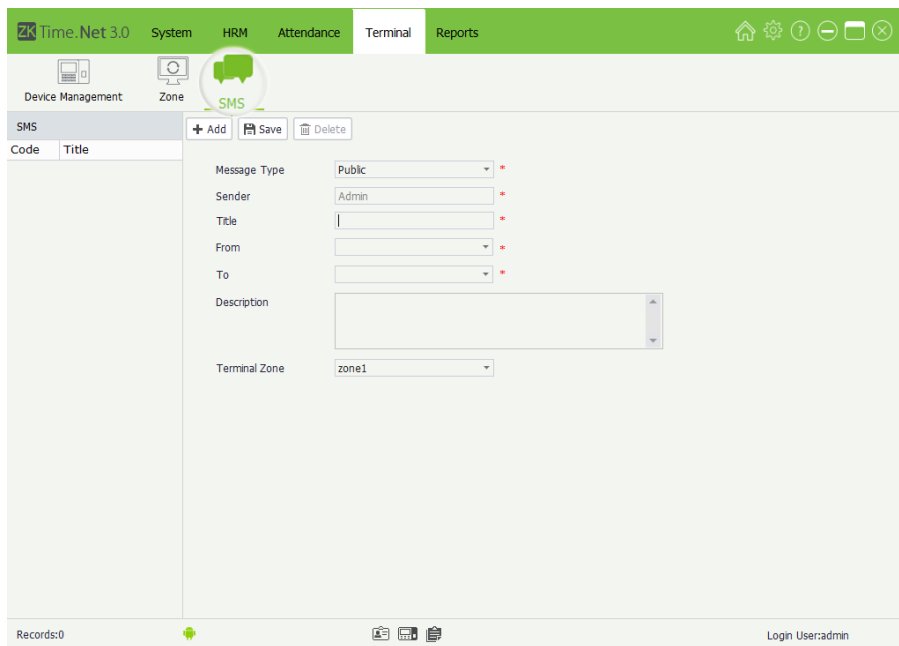 ZK Time.Net 3.0 System HRM Attendance Terminal Reports
Device Management Zone SMS
SMS
Add Save Delete
Code Title
Message Type Public *
Sender Admin *
Title *
From *
To *
Description
Terminal Zone zone1
Records:0 Login User:admin